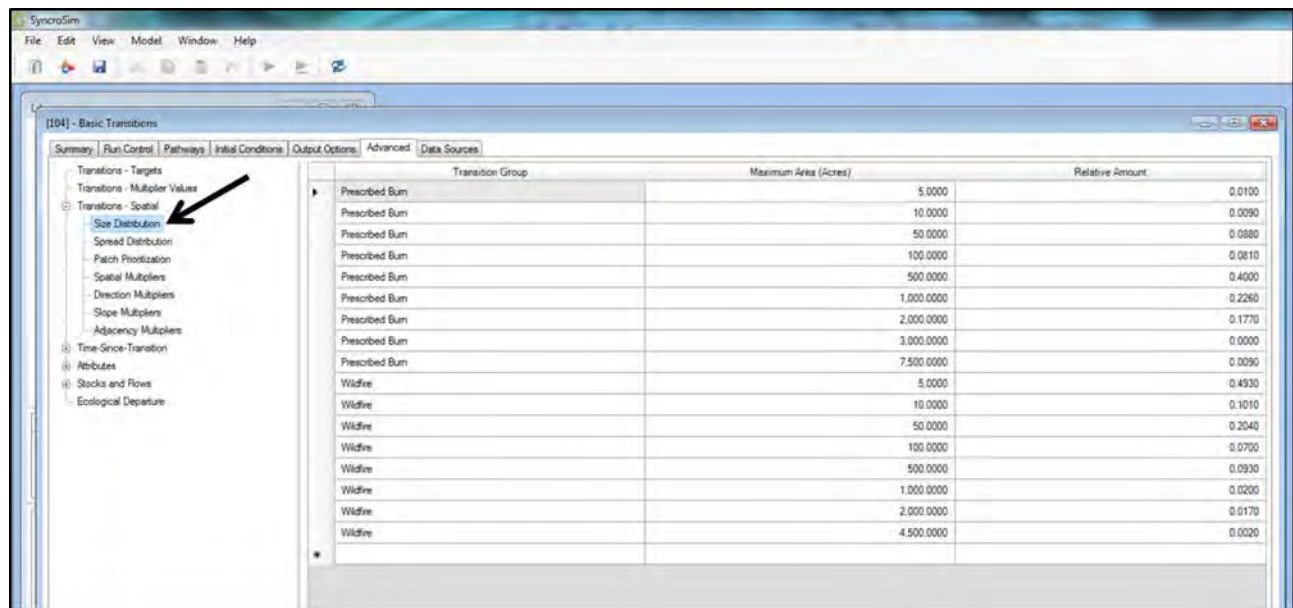 SyncroSim
File Edit View Model Window Help
[104] - Basic Transitions
Summary Run Control Pathways Initial Conditions Output Options Advanced Data Sources
Transitions - Targets
Transitions - Multiplier Values
Transitions - Spatial
Size Distribution
Spread Distribution
Patch Prioritization
Spatial Multipliers
Direction Multipliers
Slope Multipliers
Adjacency Multipliers
Time-Since-Transition
Attributes
Stocks and Flows
Ecological Departure
Transition Group Maximum Area (Acres) Relative Amount
Prescribed Burn 5.0000 0.0100
Prescribed Burn 10.0000 0.0090
Prescribed Burn 50.0000 0.0880
Prescribed Burn 100.0000 0.0810
Prescribed Burn 500.0000 0.4000
Prescribed Burn 1,000.0000 0.2260
Prescribed Burn 2,000.0000 0.1770
Prescribed Burn 3,000.0000 0.0000
Prescribed Burn 7,500.0000 0.0090
Wildfire 5.0000 0.4930
Wildfire 10.0000 0.1010
Wildfire 50.0000 0.2040
Wildfire 100.0000 0.0700
Wildfire 500.0000 0.0930
Wildfire 1,000.0000 0.0200
Wildfire 2,000.0000 0.0170
Wildfire 4,500.0000 0.0020